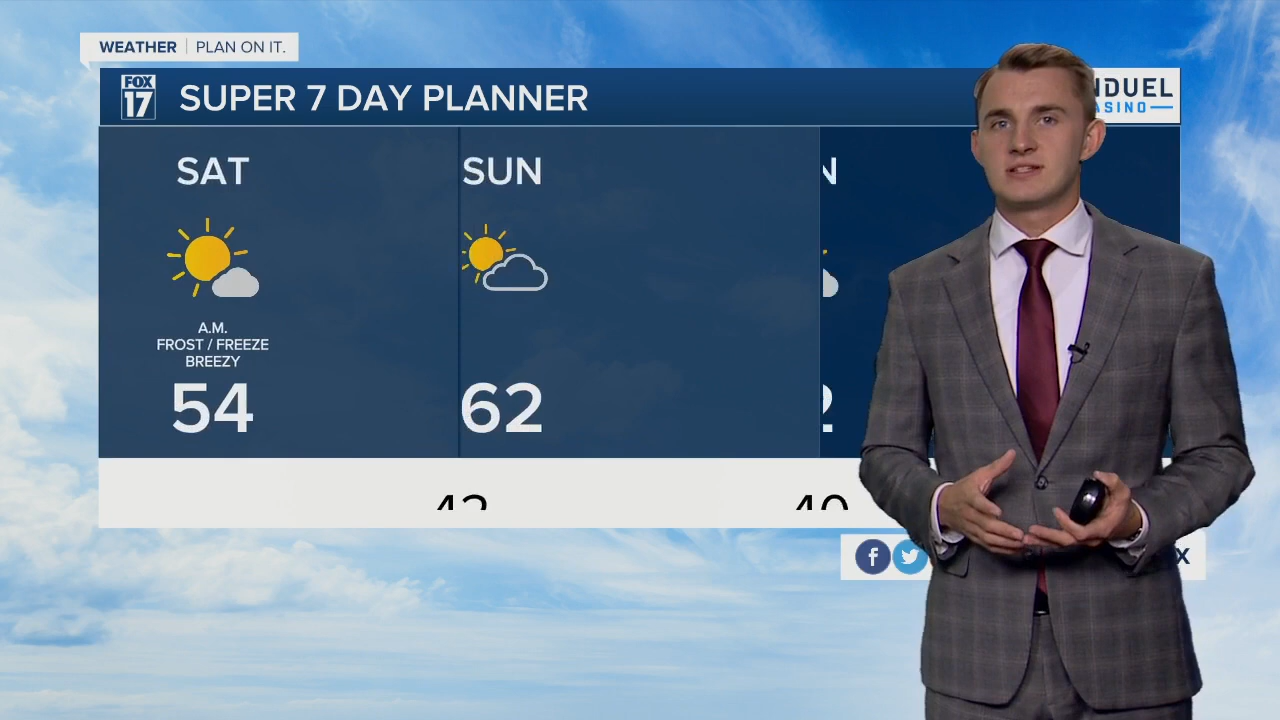 WEATHER | PLAN ON IT.
FOX
17
SUPER 7 DAY PLANNER
SAT
SUN
A.M.
FROST / FREEZE
BREEZY
54
62